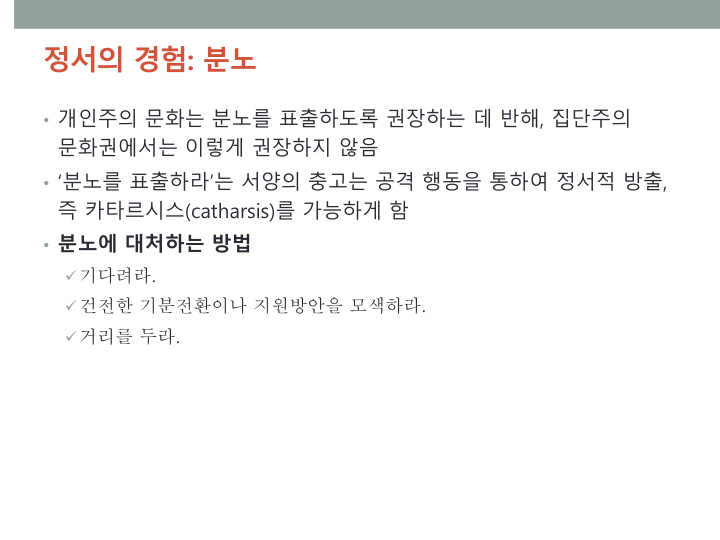 정서의 경험: 분노
• 개인주의 문화는 분노를 표출하도록 권장하는 데 반해, 집단주의
문화권에서는 이렇게 권장하지 않음
• ‘분노를 표출하라’는 서양의 충고는 공격 행동을 통하여 정서적 방출,
즉 카타르시스(catharsis)를 가능하게 함
• 분노에 대처하는 방법
✓기다려라.
✓건전한 기분전환이나 지원방안을 모색하라.
✓거리를 두라.